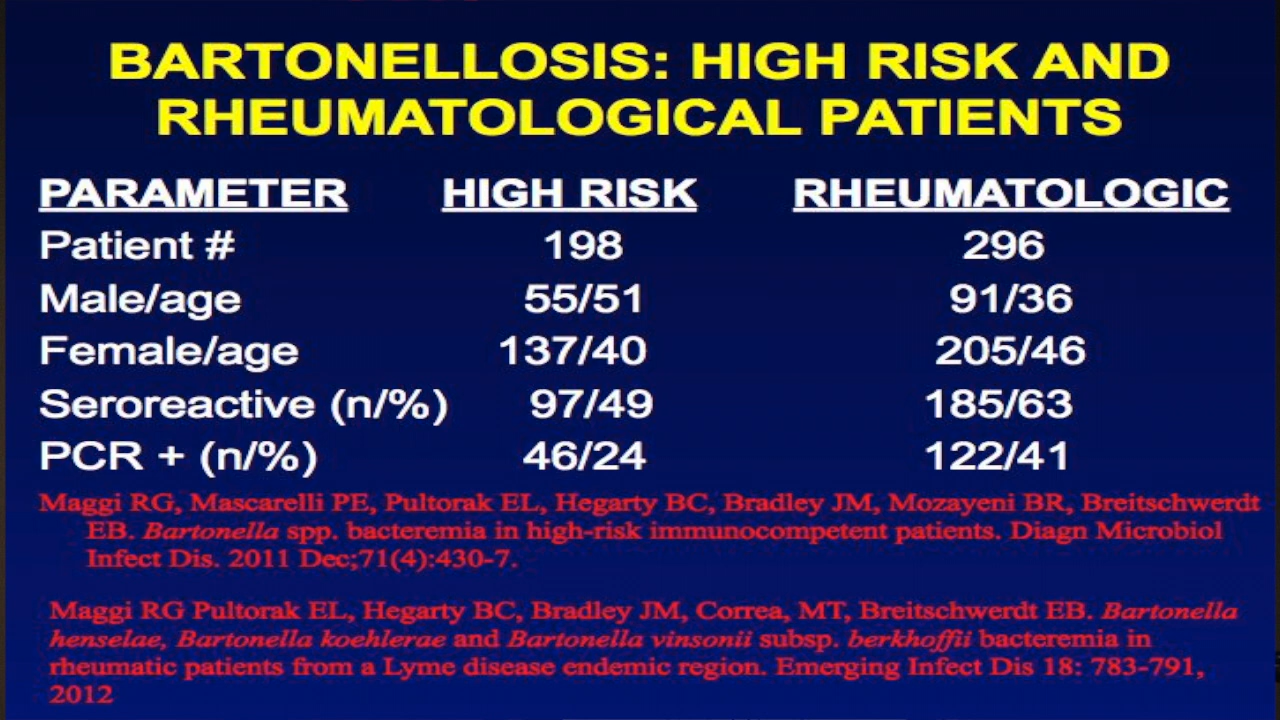 BARTONELLOSIS: HIGH RISK AND
RHEUMATOLOGICAL PATIENTS
PARAMETER HIGH RISK RHEUMATOLOGIC
Patient # 198 296
Male/age 55/51 91/36
Female/age 137/40 205/46
Seroreactive (n/%) 97/49 185/63
PCR + (n/%) 46/24 122/41
Maggi RG, Mascarelli PE, Pultorak EL, Hegarty BC, Bradley JM, Mozayeni BR, Breitschwerdt
EB. Bartonella spp. bacteremia in high-risk immunocompetent patients. Diagn Microbiol
Infect Dis. 2011 Dec;71(4):430-7.
Maggi RG Pultorak EL, Hegarty BC, Bradley JM, Correa, MT, Breitschwerdt EB. Bartonella
henselae, Bartonella koehlerae and Bartonella vinsonii subsp. berkhoffii bacteremia in
rheumatic patients from a Lyme disease endemic region. Emerging Infect Dis 18: 783-791,
2012